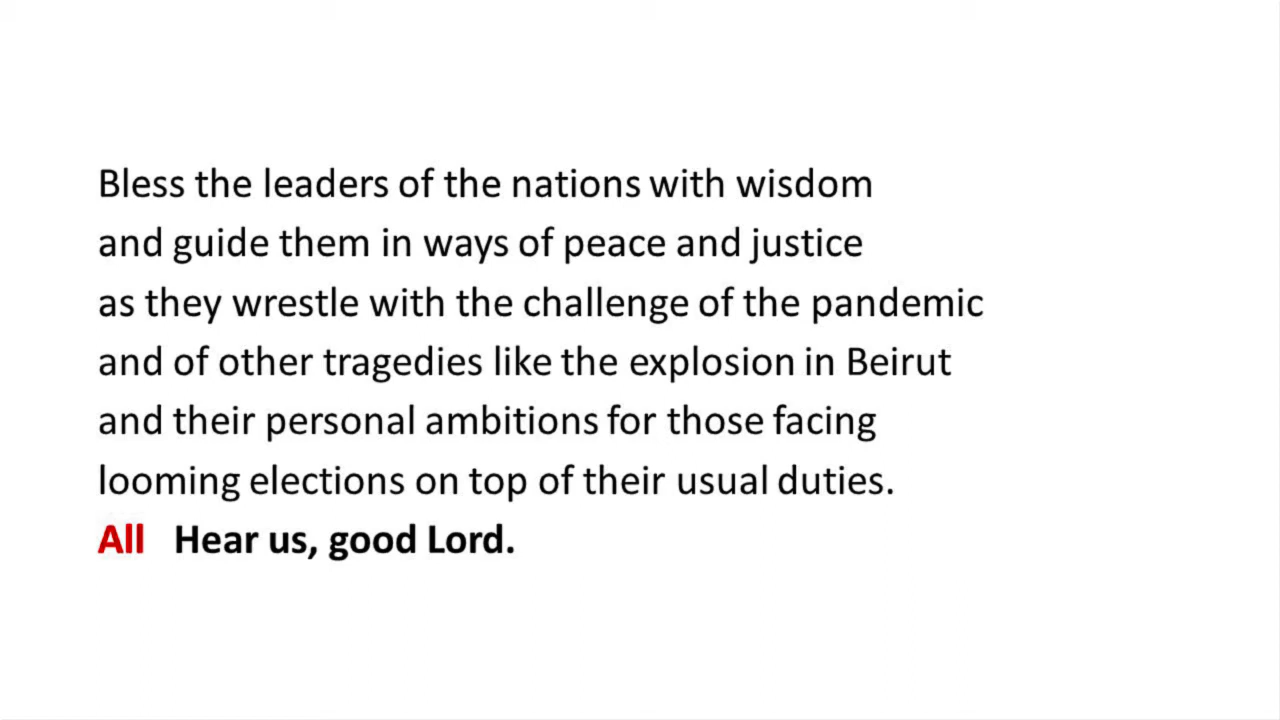 Bless the leaders of the nations with wisdom
and guide them in ways of peace and justice
as they wrestle with the challenge of the pandemic
and of other tragedies like the explosion in Beirut
and their personal ambitions for those facing
looming elections on top of their usual duties.
All Hear us, good Lord.